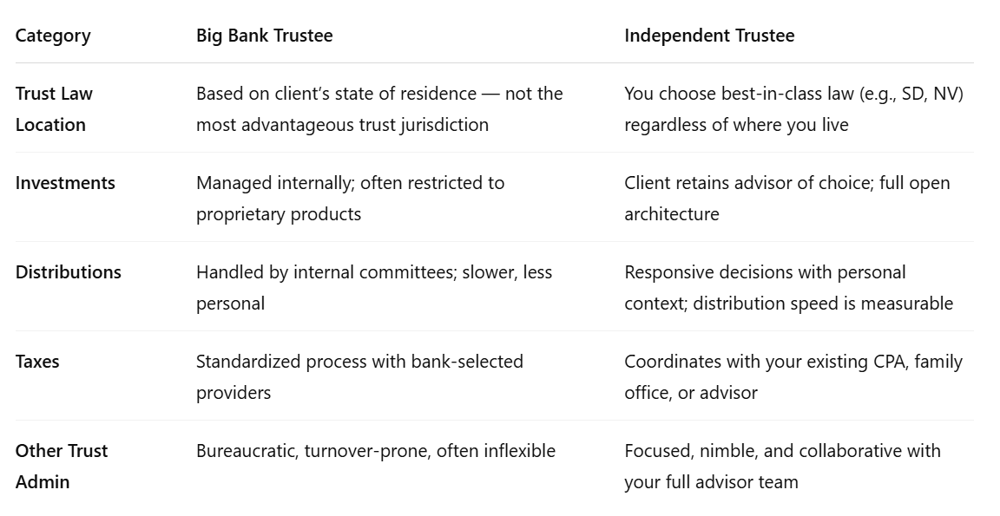 Category Big Bank Trustee Independent Trustee
Trust Law Based on client’s state of residence — not the You choose best-in-class law (e.g., SD, NV)
Location most advantageous trust jurisdiction regardless of where you live
Investments Managed internally; often restricted to Client retains advisor of choice; full open
proprietary products architecture
Distributions Handled by internal committees; slower, less Responsive decisions with personal
personal context; distribution speed is measurable
Taxes Standardized process with bank-selected Coordinates with your existing CPA, family
providers office, or advisor
Other Trust Bureaucratic, turnover-prone, often inflexible Focused, nimble, and collaborative with
Admin your full advisor team